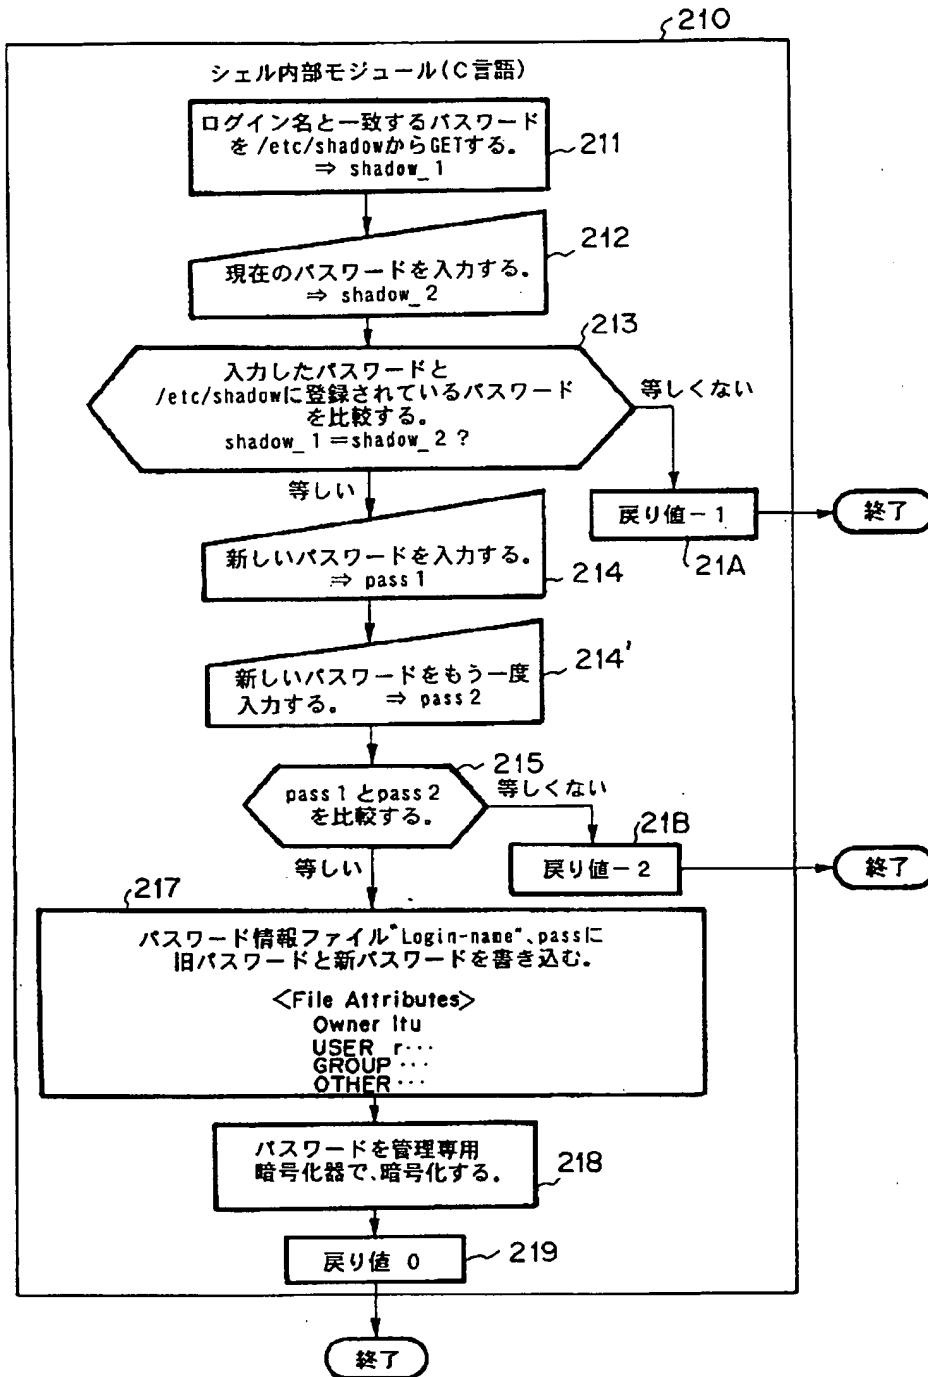 210
シェル内部モジュール(C言語)
ログイン名と一致するパスワード
を /etc/shadowからGETする。
⇒ shadow_1
211
212
現在のパスワードを入力する。
⇒ shadow_2
213
入力したパスワードと
/etc/shadowに登録されているパスワード
を比較する。
shadow_1=shadow_2 ?
等しくない
等しい
戻り値-1
21A
終了
新しいパスワードを入力する。
⇒ pass1
214
新しいパスワードをもう一度
入力する。 ⇒ pass2
214'
215
pass1とpass2
を比較する。
等しくない
21B
戻り値-2
終了
等しい
217
パスワード情報ファイル"Login-name"、passに
旧パスワードと新パスワードを書き込む。
<File Attributes>
Owner ltu
USER r···
GROUP ···
OTHER ···
パスワードを管理専用
暗号化器で、暗号化する。
218
戻り値 0
219
終了